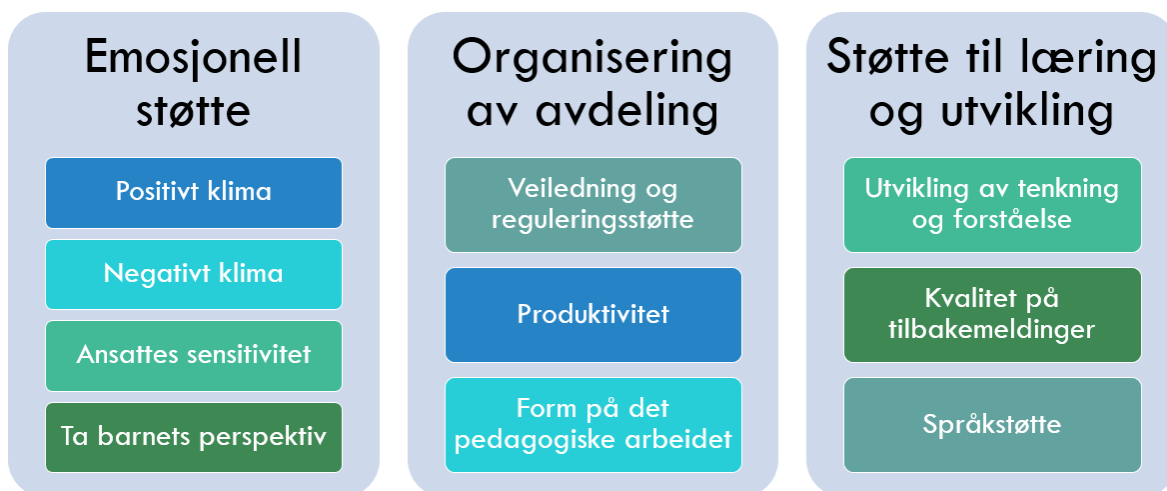 Emosjonell
støtte
Positivt klima
Negativt klima
Ansattes sensitivitet
Ta barnets perspektiv
Organisering
av avdeling
Veiledning og
reguleringsstøtte
Produktivitet
Form på det
pedagogiske arbeidet
Støtte til læring
og utvikling
Utvikling av tenkning
og forståelse
Kvalitet på
tilbakemeldinger
Språkstøtte